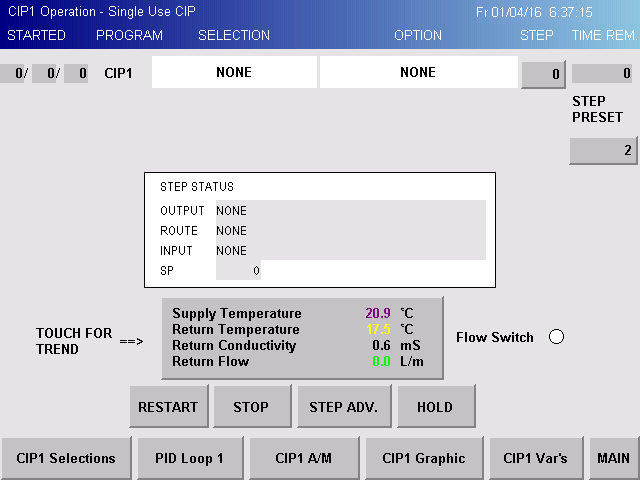 CIP1 Operation - Single Use CIP Fr 01/04/16 6:37:15
STARTED PROGRAM SELECTION OPTION STEP TIME REM.
0/ 0/ 0 CIP1 NONE NONE 0 0
STEP
PRESET
2
STEP STATUS
OUTPUT NONE
ROUTE NONE
INPUT NONE
SP 0
Supply Temperature 20.9 °C
Return Temperature 17.5 °C
Return Conductivity 0.6 mS
Return Flow 0.0 L/m
TOUCH FOR
TREND ==>
Flow Switch
RESTART STOP STEP ADV. HOLD
CIP1 Selections PID Loop 1 CIP1 A/M CIP1 Graphic CIP1 Var's MAIN